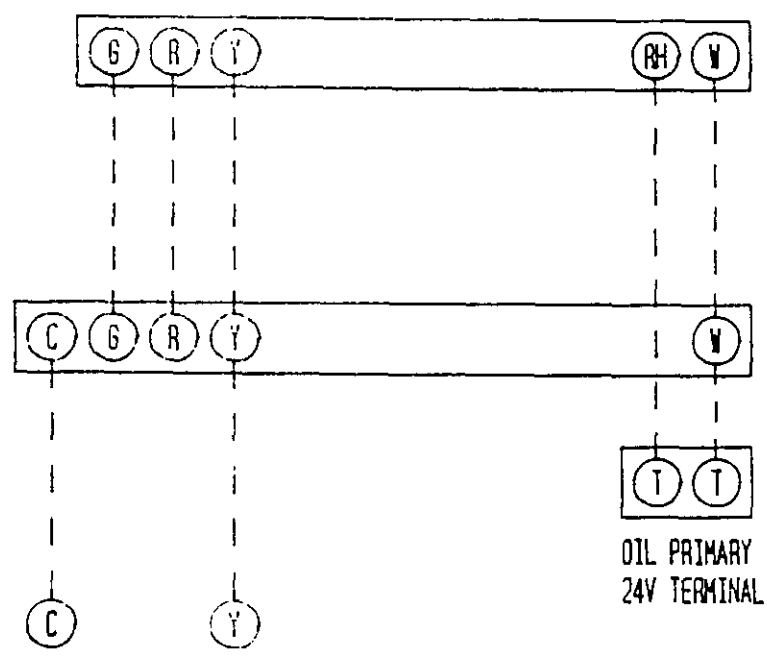 G R Y RH W
C G R Y W
T T
OIL PRIMARY
24V TERMINAL
C Y